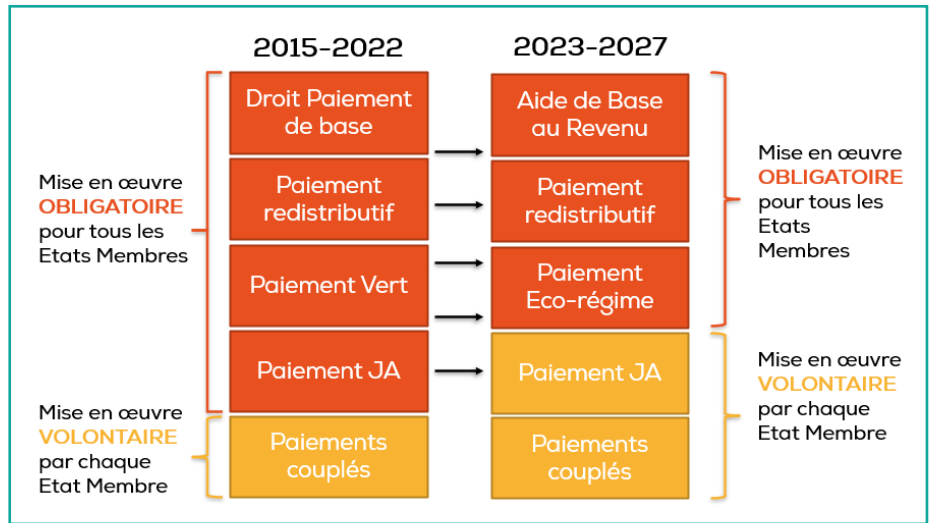 2015-2022
2023-2027
Mise en œuvre
OBLIGATOIRE
pour tous les
Etats Membres
Mise en œuvre
VOLONTAIRE
par chaque
Etat Membre
Droit Paiement
de base
Paiement
redistributif
Paiement Vert
Paiement JA
Paiements
couplés
Aide de Base
au Revenu
Paiement
redistributif
Paiement
Eco-régime
Paiement JA
Paiements
couplés
Mise en œuvre
OBLIGATOIRE
pour tous les
Etats
Membres
Mise en œuvre
VOLONTAIRE
par chaque
Etat Membre